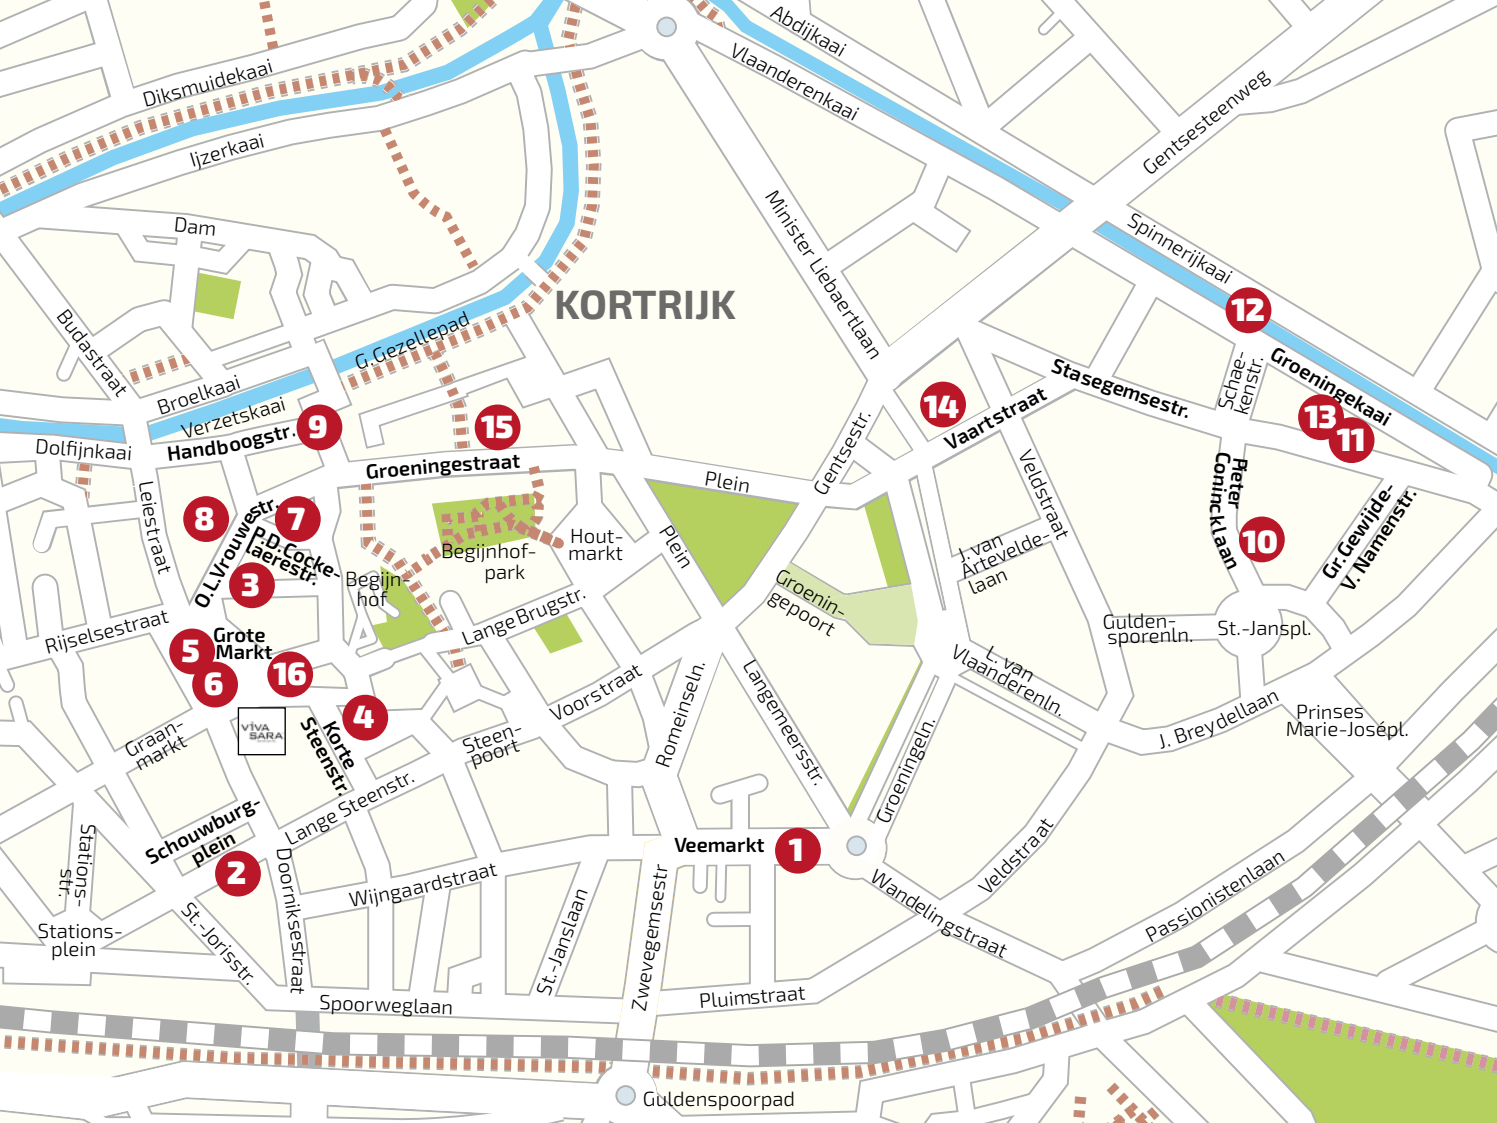 Abdijkaai
Vlaanderenkaai
Diksmuidekaai
Ijzerkaai
Gentsesteenweg
Minister Liebaertlaan
Spinnerijkaai
Dam
KORTRIJK
12
Budastraat
G.Gezellepad
Groeningekaai
Schae-
kenstr.
Stasegemsestr.
Broelkaai
Verzetskaai
Handboogstr.
9
15
14
Vaartstraat
13
11
Dolfijnkaai
Groeningestraat
Gentsestr.
Plein
Veldstraat
Pieter
Conincklaan
Gr.Gewijde-
V. Namenstr.
Leiestraat
8
7
O.L.Vrouwestr.
P.D.Cocke-
laerestr.
3
Begijnhof-
park
Hout-
markt
Plein
10
J. van
Artevelde-
laan
Begijn-
hof
Groenin-
gepoort
Lange Brugstr.
Rijselsestraat
Grote
Markt
5
6
16
Gulden-
sporenln.
St.-Janspl.
L. van
Vlaanderenln.
4
Voorstraat
Romeinseln.
Langemeersstr.
Groeningeln.
J. Breydellaan
Prinses
Marie-Josépl.
VIVA
SARA
Graan-
markt
Korte
Steenstr.
Steen-
poort
Lange Steenstr.
Schouwburg-
plein
2
Veemarkt
1
Stations-
str.
Doorniksestraat
Wijngaardstraat
Veldstraat
Wandelingstraat
Passionistenlaan
Stations-
plein
St.-Jorisstr.
St.-Janslaan
Zwevegemsestr
Spoorweglaan
Pluimstraat
Guldenspoorpad